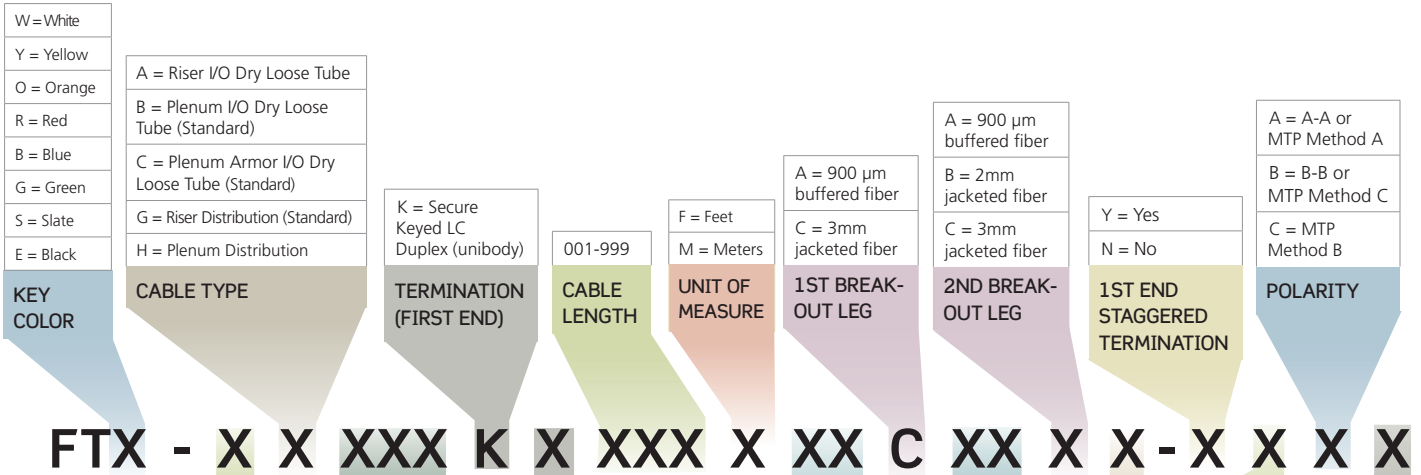 W = White
Y = Yellow
O = Orange
R = Red
B = Blue
G = Green
S = Slate
E = Black
KEY
COLOR
A = Riser I/O Dry Loose Tube
B = Plenum I/O Dry Loose
Tube (Standard)
C = Plenum Armor I/O Dry
Loose Tube (Standard)
G = Riser Distribution (Standard)
H = Plenum Distribution
CABLE TYPE
K = Secure
Keyed LC
Duplex (unibody)
TERMINATION
(FIRST END)
001-999
CABLE
LENGTH
F = Feet
M = Meters
UNIT OF
MEASURE
A = 900 µm
buffered fiber
C = 3mm
jacketed fiber
1ST BREAK-
OUT LEG
A = 900 µm
buffered fiber
B = 2mm
jacketed fiber
C = 3mm
jacketed fiber
2ND BREAK-
OUT LEG
Y = Yes
N = No
1ST END
STAGGERED
TERMINATION
A = A-A or
MTP Method A
B = B-B or
MTP Method C
C = MTP
Method B
POLARITY
FTX - X X XXX K X XXX X XX C XX X X - X X X X